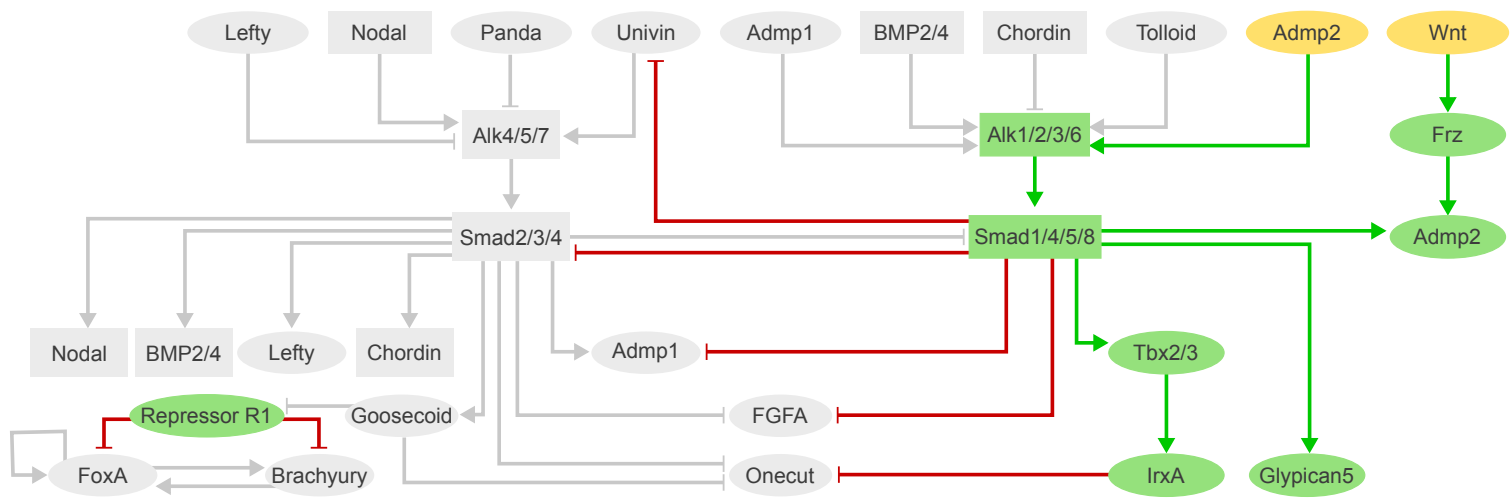 Lefty
Nodal
Panda
Univin
Admp1
BMP2/4
Chordin
Tolloid
Admp2
Wnt
Alk4/5/7
Alk1/2/3/6
Frz
Smad2/3/4
Smad1/4/5/8
Admp2
Nodal
BMP2/4
Lefty
Chordin
Admp1
Tbx2/3
Repressor R1
Goosecoid
FGFA
FoxA
Brachyury
Onecut
IrxA
Glypican5